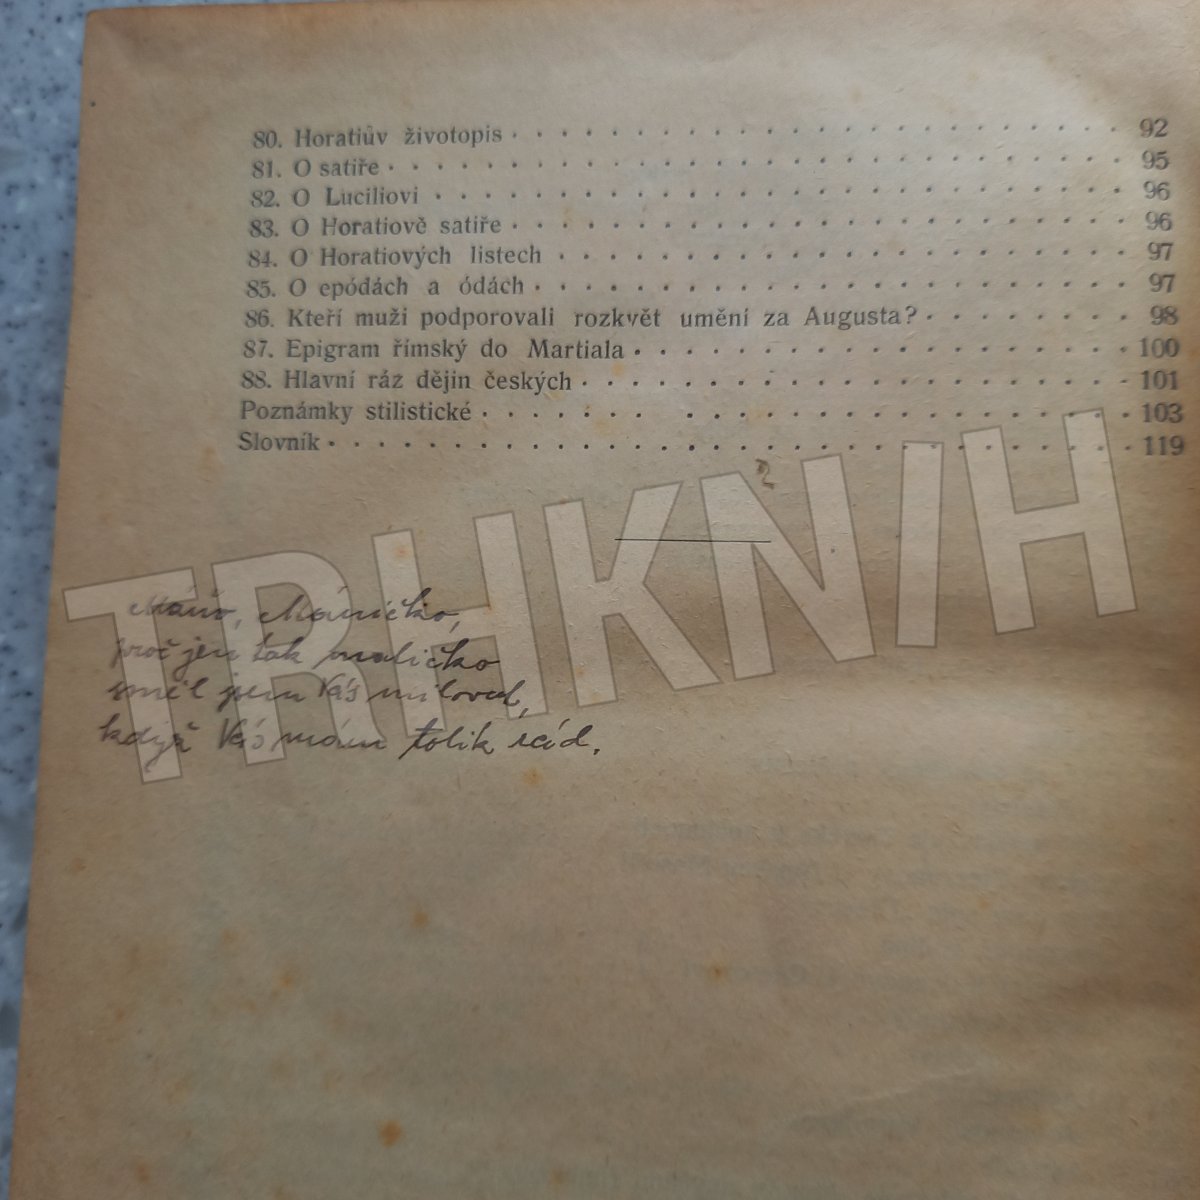 80. Horatiův životopis 92
81. O satiře 95
82. O Luciliovi 96
83. O Horatiově satiře 96
84. O Horatiových listech 97
85. O epódách a ódách 97
86. Kteří muži podporovali rozkvět umění za Augusta? 98
87. Epigram římský do Martiala 100
88. Hlavní ráz dějin českých 101
Poznámky stilistické 103
Slovník 119
TRHKNIH
Máňo, Máničko,
proč jen tak maličko
směl jsem Vás milovat,
když Vás mám tolik rád.